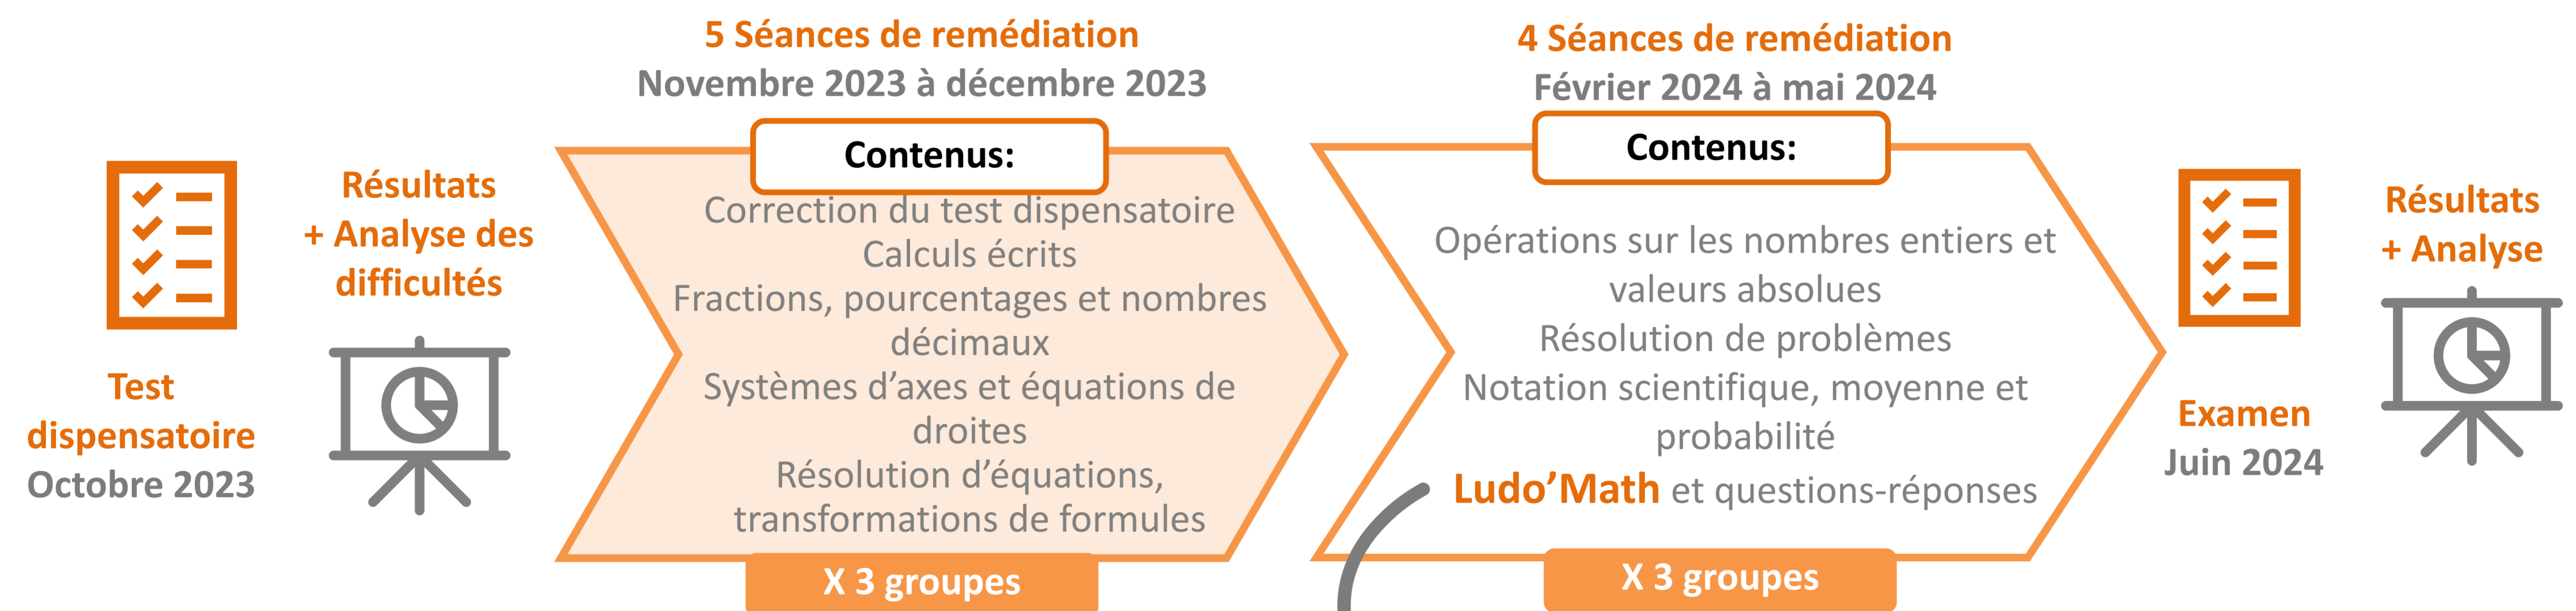 Test
dispensatoire
Octobre 2023
Résultats
+ Analyse des
difficultés
5 Séances de remédiation
Novembre 2023 à décembre 2023
Contenus:
Correction du test dispensatoire
Calculs écrits
Fractions, pourcentages et nombres
décimaux
Systèmes d’axes et équations de
droites
Résolution d’équations,
transformations de formules
X 3 groupes
4 Séances de remédiation
Février 2024 à mai 2024
Contenus:
Opérations sur les nombres entiers et
valeurs absolues
Résolution de problèmes
Notation scientifique, moyenne et
probabilité
Ludo’Math et questions-réponses
X 3 groupes
Examen
Juin 2024
Résultats
+ Analyse